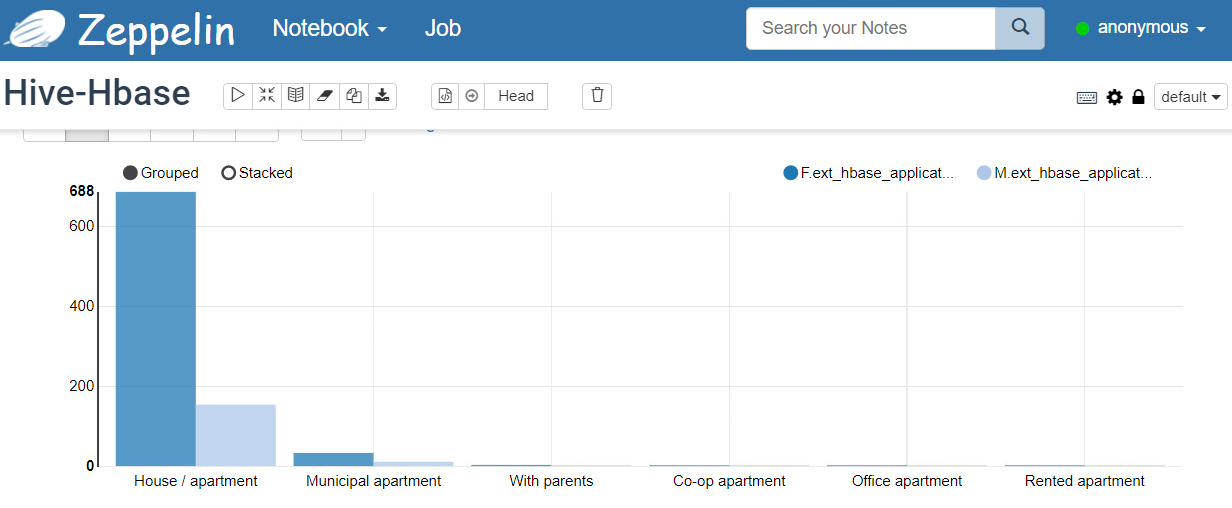 Zeppelin Notebook Job Search your Notes anonymous
Hive-Hbase Head default
Grouped Stacked F.ext_hbase_applicat... M.ext_hbase_applicat...
688
600
400
200
0
House / apartment Municipal apartment With parents Co-op apartment Office apartment Rented apartment